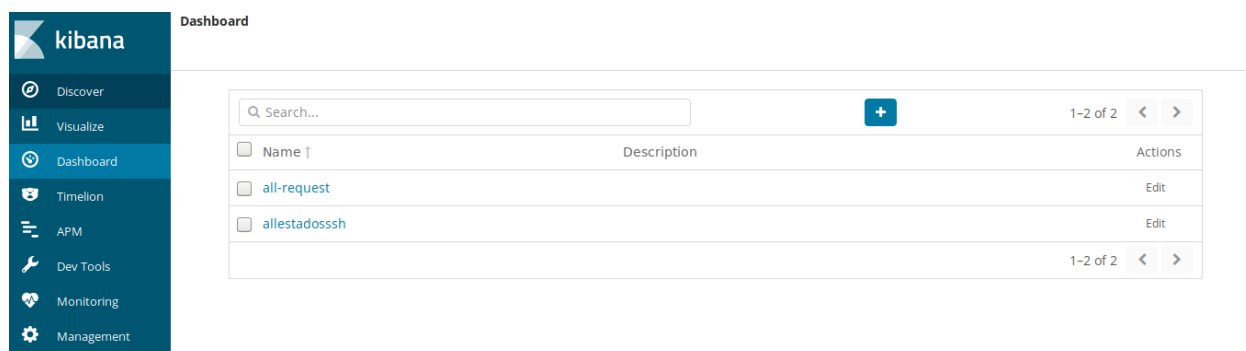 kibana
Dashboard
Discover
Visualize
Dashboard
Timelion
APM
Dev Tools
Monitoring
Management
Search...
+
1–2 of 2
Name Description Actions
all-request Edit
allestadosssh Edit
1–2 of 2